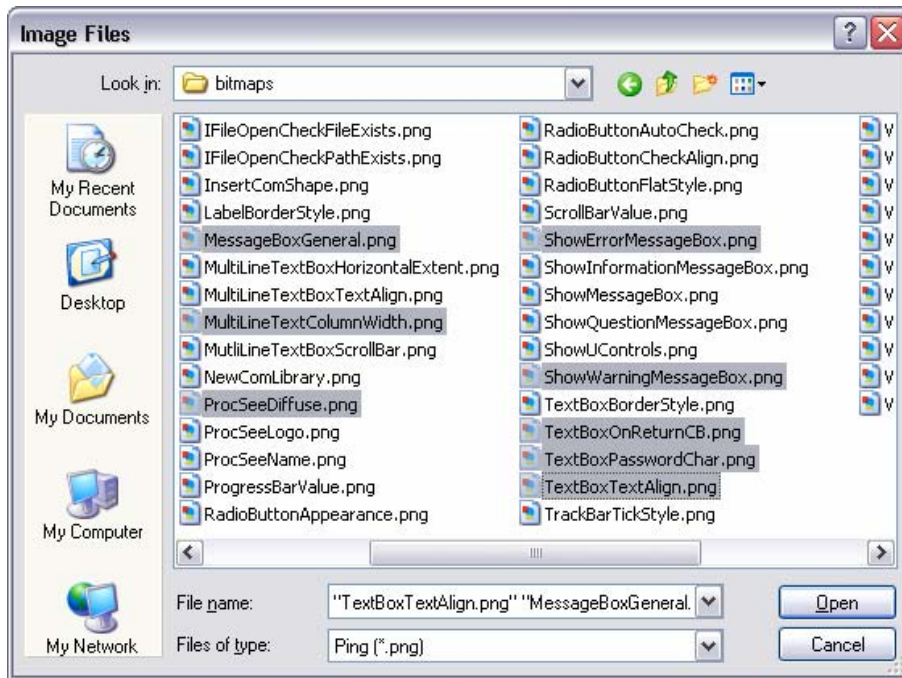 Image Files
Look in:
bitmaps
My Recent
Documents
Desktop
My Documents
My Computer
My Network
IFileOpenCheckFileExists.png
IFileOpenCheckPathExists.png
InsertComShape.png
LabelBorderStyle.png
MessageBoxGeneral.png
MultiLineTextBoxHorizontalExtent.png
MultiLineTextBoxTextAlign.png
MultiLineTextColumnWidth.png
MutliLineTextBoxScrollBar.png
NewComLibrary.png
ProcSeeDiffuse.png
ProcSeeLogo.png
ProcSeeName.png
ProgressBarValue.png
RadioButtonAppearance.png
RadioButtonAutoCheck.png
RadioButtonCheckAlign.png
RadioButtonFlatStyle.png
ScrollBarValue.png
ShowErrorMessageBox.png
ShowInformationMessageBox.png
ShowMessageBox.png
ShowQuestionMessageBox.png
ShowUControls.png
ShowWarningMessageBox.png
TextBoxBorderStyle.png
TextBoxOnReturnCB.png
TextBoxPasswordChar.png
TextBoxTextAlign.png
TrackBarTickStyle.png
File name:
"TextBoxTextAlign.png" "MessageBoxGeneral.
Open
Files of type:
Ping (*.png)
Cancel